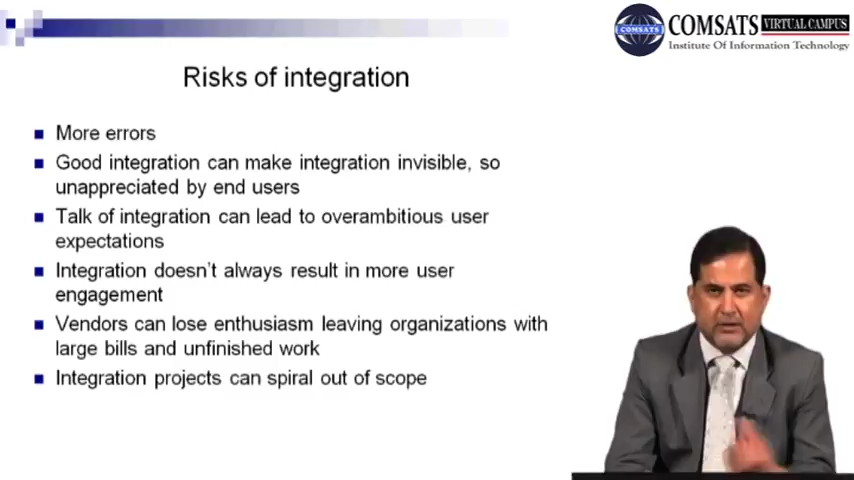 COMSATS
COMSATS VIRTUAL CAMPUS
Institute Of Information Technology
Risks of integration
More errors
Good integration can make integration invisible, so
unappreciated by end users
Talk of integration can lead to overambitious user
expectations
Integration doesn't always result in more user
engagement
Vendors can lose enthusiasm leaving organizations with
large bills and unfinished work
Integration projects can spiral out of scope